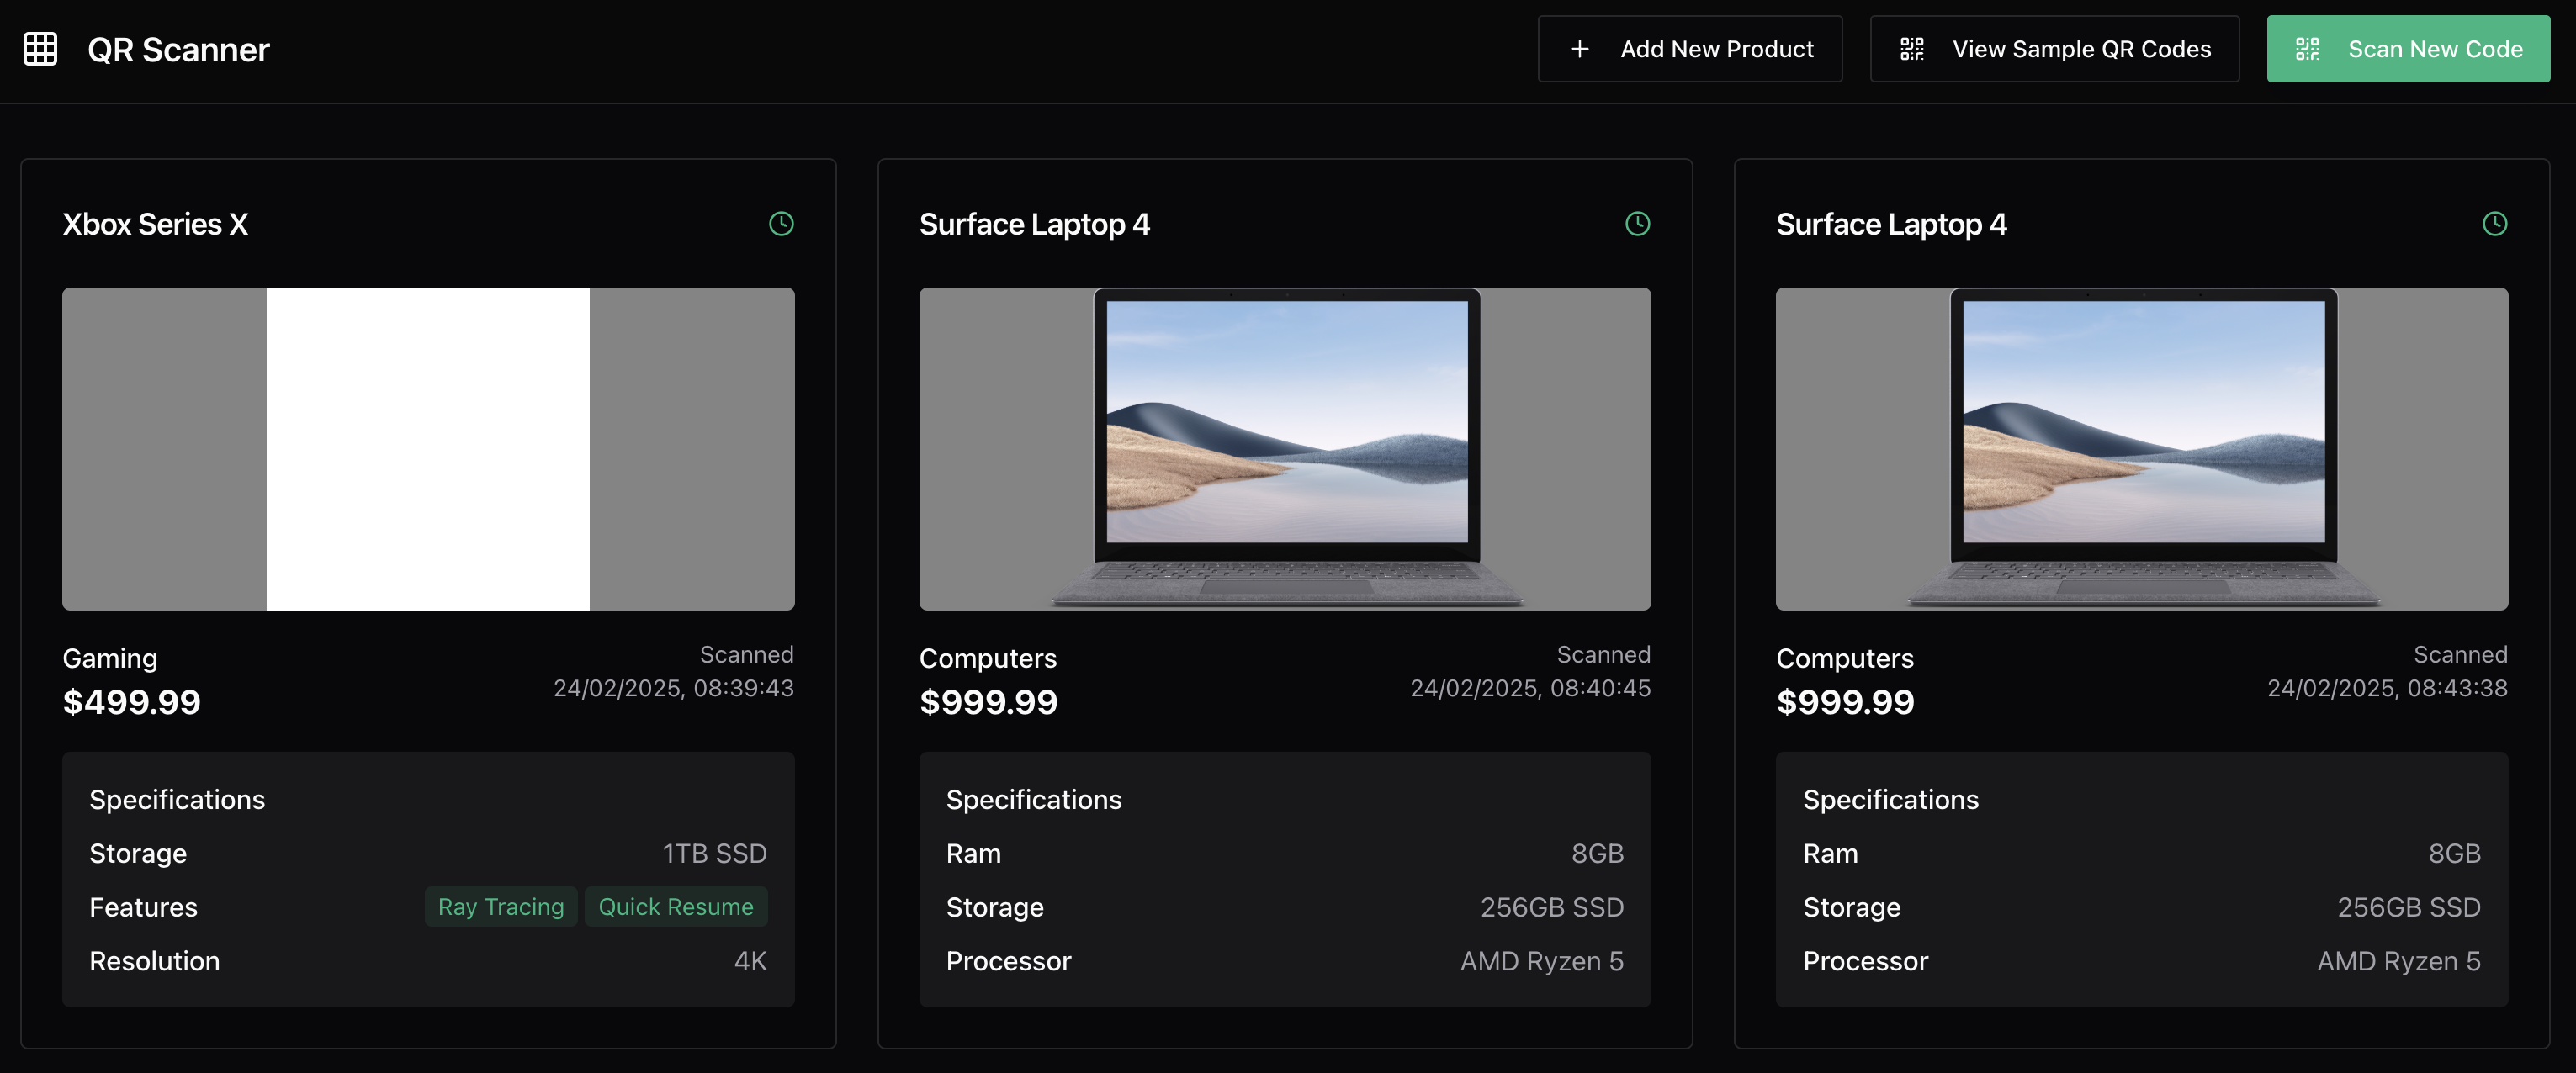 QR Scanner
Add New Product
View Sample QR Codes
Scan New Code
Xbox Series X
Gaming
$499.99
Scanned
24/02/2025, 08:39:43
Specifications
Storage 1TB SSD
Features Ray Tracing Quick Resume
Resolution 4K
Surface Laptop 4
Computers
$999.99
Scanned
24/02/2025, 08:40:45
Specifications
Ram 8GB
Storage 256GB SSD
Processor AMD Ryzen 5
Surface Laptop 4
Computers
$999.99
Scanned
24/02/2025, 08:43:38
Specifications
Ram 8GB
Storage 256GB SSD
Processor AMD Ryzen 5